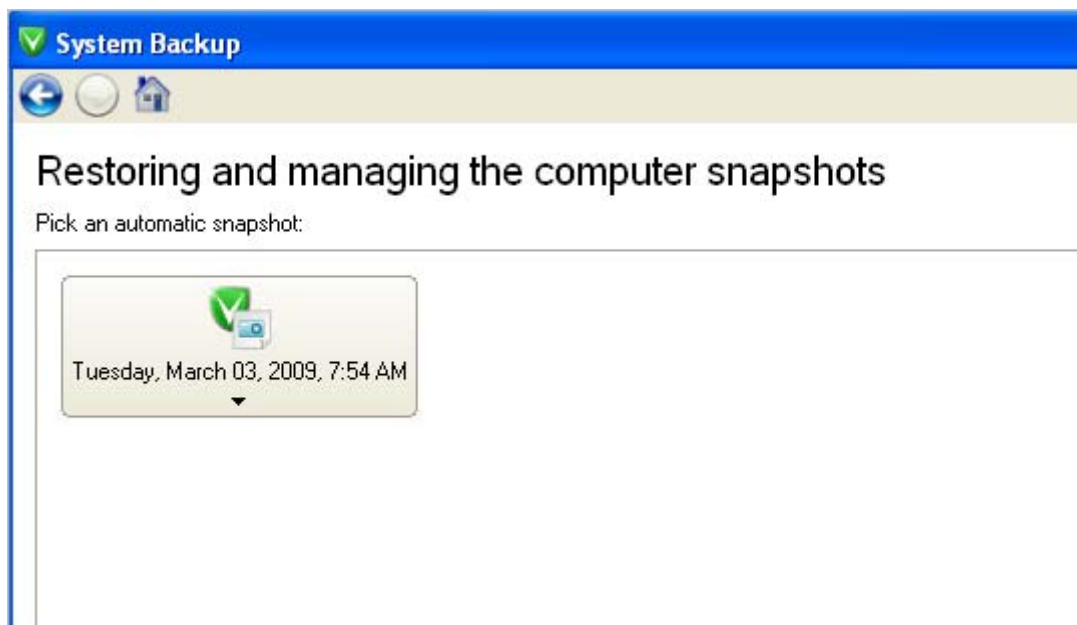 System Backup
Restoring and managing the computer snapshots
Pick an automatic snapshot:
Tuesday, March 03, 2009, 7:54 AM